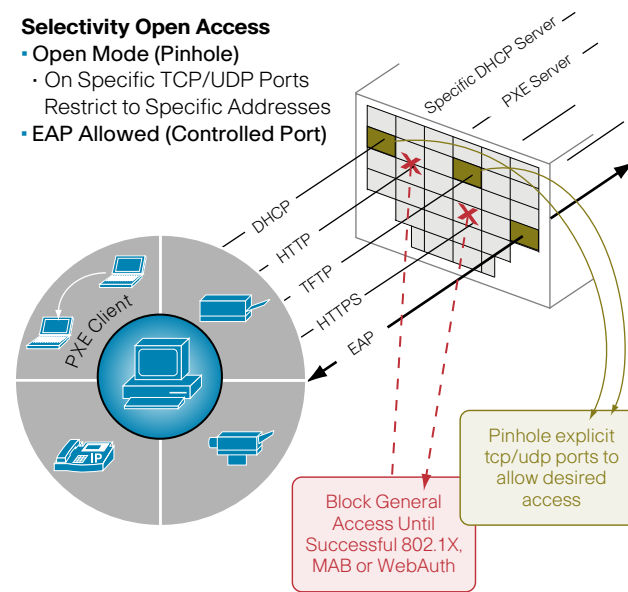 Selectivity Open Access
▪ Open Mode (Pinhole)
· On Specific TCP/UDP Ports
Restrict to Specific Addresses
▪ EAP Allowed (Controlled Port)
Specific DHCP Server
PXE Server
DHCP
HTTP
TFTP
HTTPS
EAP
PXE Client
IP
Pinhole explicit
tcp/udp ports to
allow desired
access
Block General
Access Until
Successful 802.1X,
MAB or WebAuth